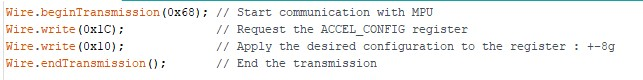 Wire.beginTransmission(0x68); // Start communication with MPU
Wire.write(0x1C); // Request the ACCEL_CONFIG register
Wire.write(0x10); // Apply the desired configuration to the register : +-8g
Wire.endTransmission(); // End the transmission